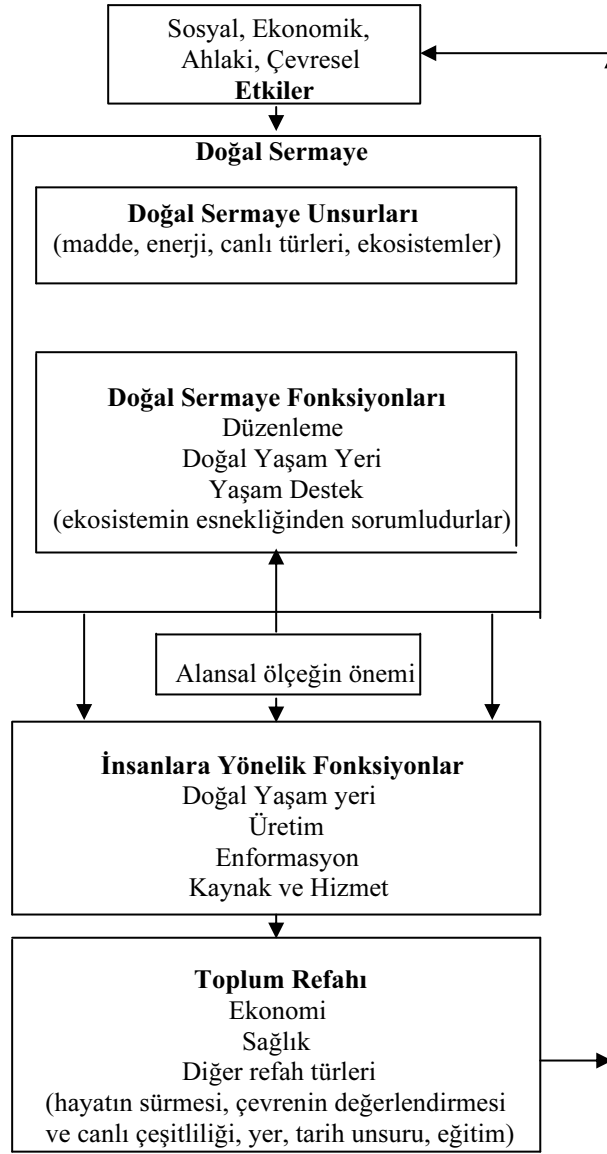 Sosyal, Ekonomik,
Ahlaki, Çevresel
Etkiler
Doğal Sermaye
Doğal Sermaye Unsurları
(madde, enerji, canlı türleri, ekosistemler)
Doğal Sermaye Fonksiyonları
Düzenleme
Doğal Yaşam Yeri
Yaşam Destek
(ekosistemin esnekliğinden sorumludurlar)
Alansal ölçeğin önemi
İnsanlara Yönelik Fonksiyonlar
Doğal Yaşam yeri
Üretim
Enformasyon
Kaynak ve Hizmet
Toplum Refahı
Ekonomi
Sağlık
Diğer refah türleri
(hayatın sürmesi, çevrenin değerlendirmesi
ve canlı çeşitliliği, yer, tarih unsuru, eğitim)